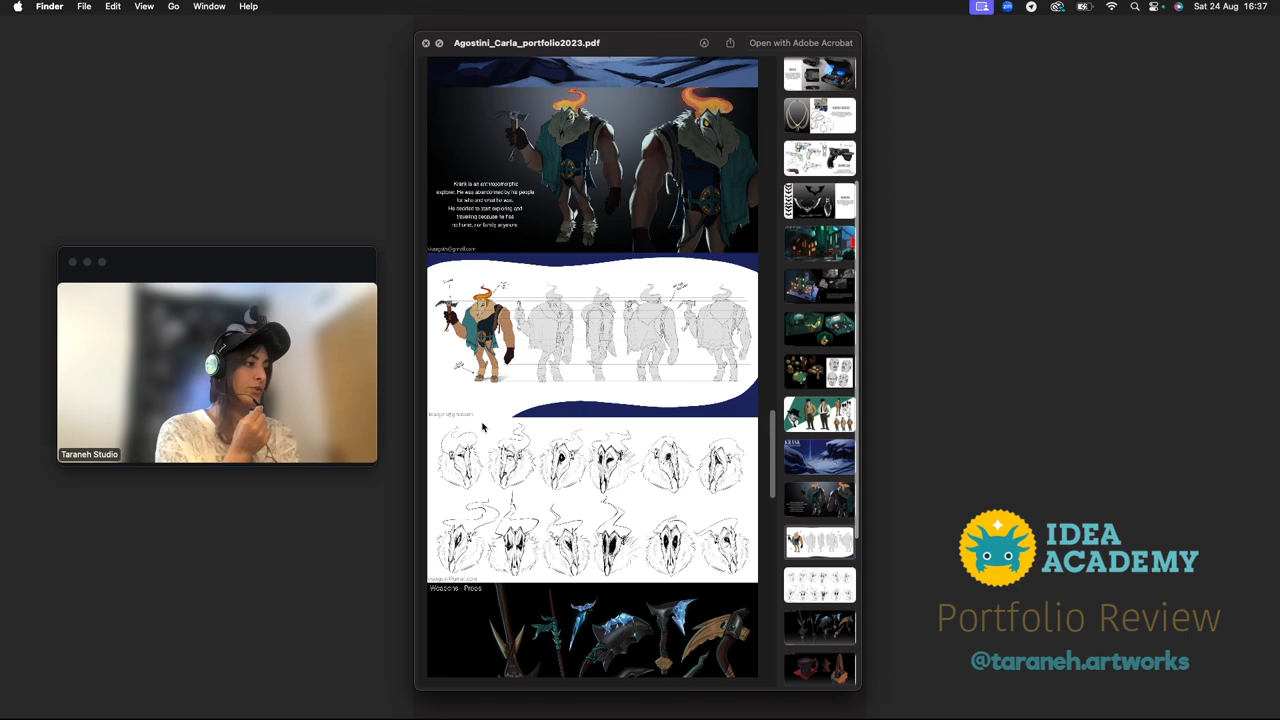 Finder File Edit View Go Window Help
Sat 24 Aug 16:37
Agostini_Carla_portfolio2023.pdf
Open with Adobe Acrobat
Krank is an anthropomorphic
explorer. He was abandoned by his people
for who and what he was.
He decided to start exploring and
traveling because he has
no home, nor family anymore.
Weapons - Props
KRANK
Taraneh Studio
IDEA
ACADEMY
Portfolio Review
@taraneh.artworks